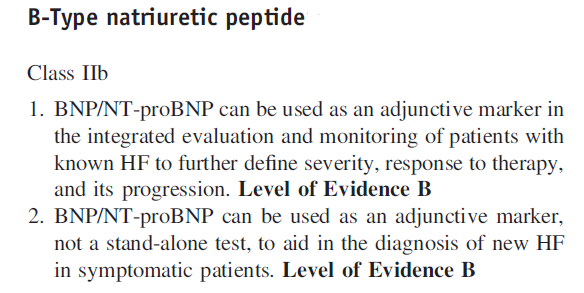 B-Type natriuretic peptide
Class IIb
1. BNP/NT-proBNP can be used as an adjunctive marker in
the integrated evaluation and monitoring of patients with
known HF to further define severity, response to therapy,
and its progression. Level of Evidence B
2. BNP/NT-proBNP can be used as an adjunctive marker,
not a stand-alone test, to aid in the diagnosis of new HF
in symptomatic patients. Level of Evidence B